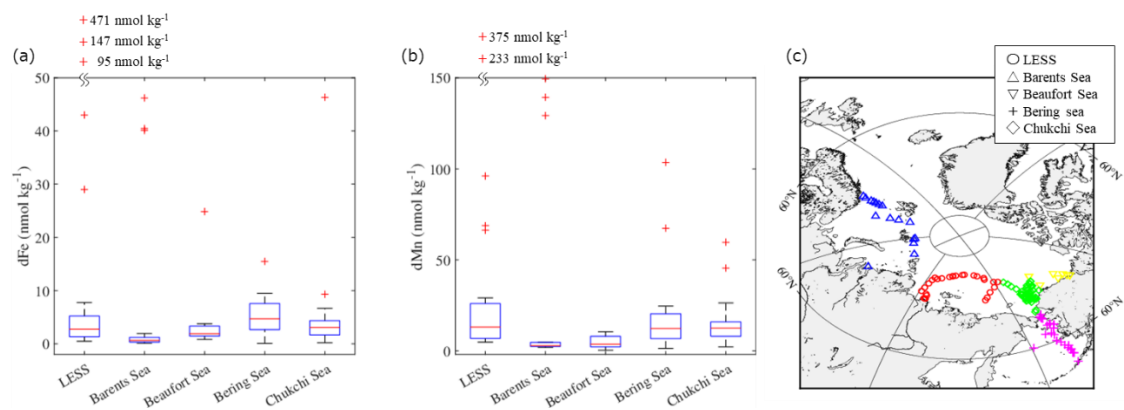 (a)
471 nmol kg-1
147 nmol kg-1
95 nmol kg-1
dFe (nmol kg-1)
50
40
30
20
10
0
LESS
Barents Sea
Beaufort Sea
Bering Sea
Chukchi Sea
(b)
375 nmol kg-1
233 nmol kg-1
dMn (nmol kg-1)
150
100
50
0
LESS
Barents Sea
Beaufort Sea
Bering Sea
Chukchi Sea
(c)
LESS
Barents Sea
Beaufort Sea
Bering sea
Chukchi Sea
60°N
60°N
60°N
60°N